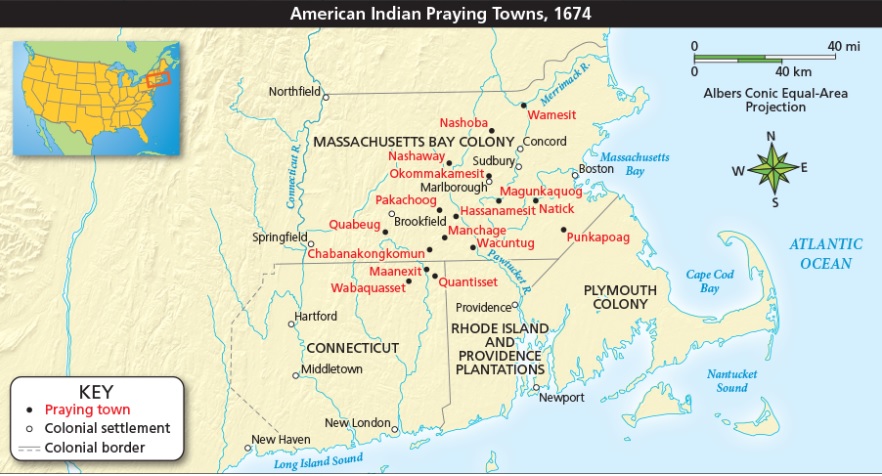 American Indian Praying Towns, 1674
0
40 mi
0
40 km
Albers Conic Equal-Area
Projection
N
W
E
S
Northfield
Merrimack R.
Wamesit
Nashoba
MASSACHUSETTS BAY COLONY
Concord
Nashaway
Sudbury
Massachusetts
Bay
Okommakamesit
Boston
Marlborough
Connecticut R.
Magunkaquog
Pakachoog
Hassanamesit
Natick
Brookfield
Quabeug
Manchage
Springfield
Wacuntug
Punkapoag
Chabanakongkomun
Pawtucket R.
ATLANTIC
OCEAN
Maanexit
Quantisset
Wabaquasset
Cape Cod
Bay
PLYMOUTH
COLONY
Providence
Hartford
RHODE ISLAND
AND
PROVIDENCE
PLANTATIONS
CONNECTICUT
Middletown
Nantucket
Sound
Newport
New London
New Haven
Long Island Sound
KEY
Praying town
Colonial settlement
Colonial border